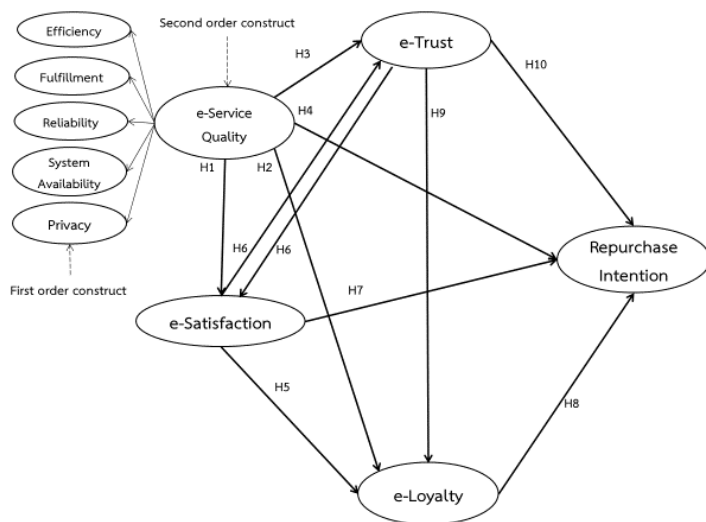 Second order construct
Efficiency
Fulfillment
Reliability
System
Availability
Privacy
First order construct
e-Service
Quality
e-Trust
H3
H10
H4
H9
H1
H2
H6
H6
Repurchase
Intention
H7
e-Satisfaction
H5
H8
e-Loyalty